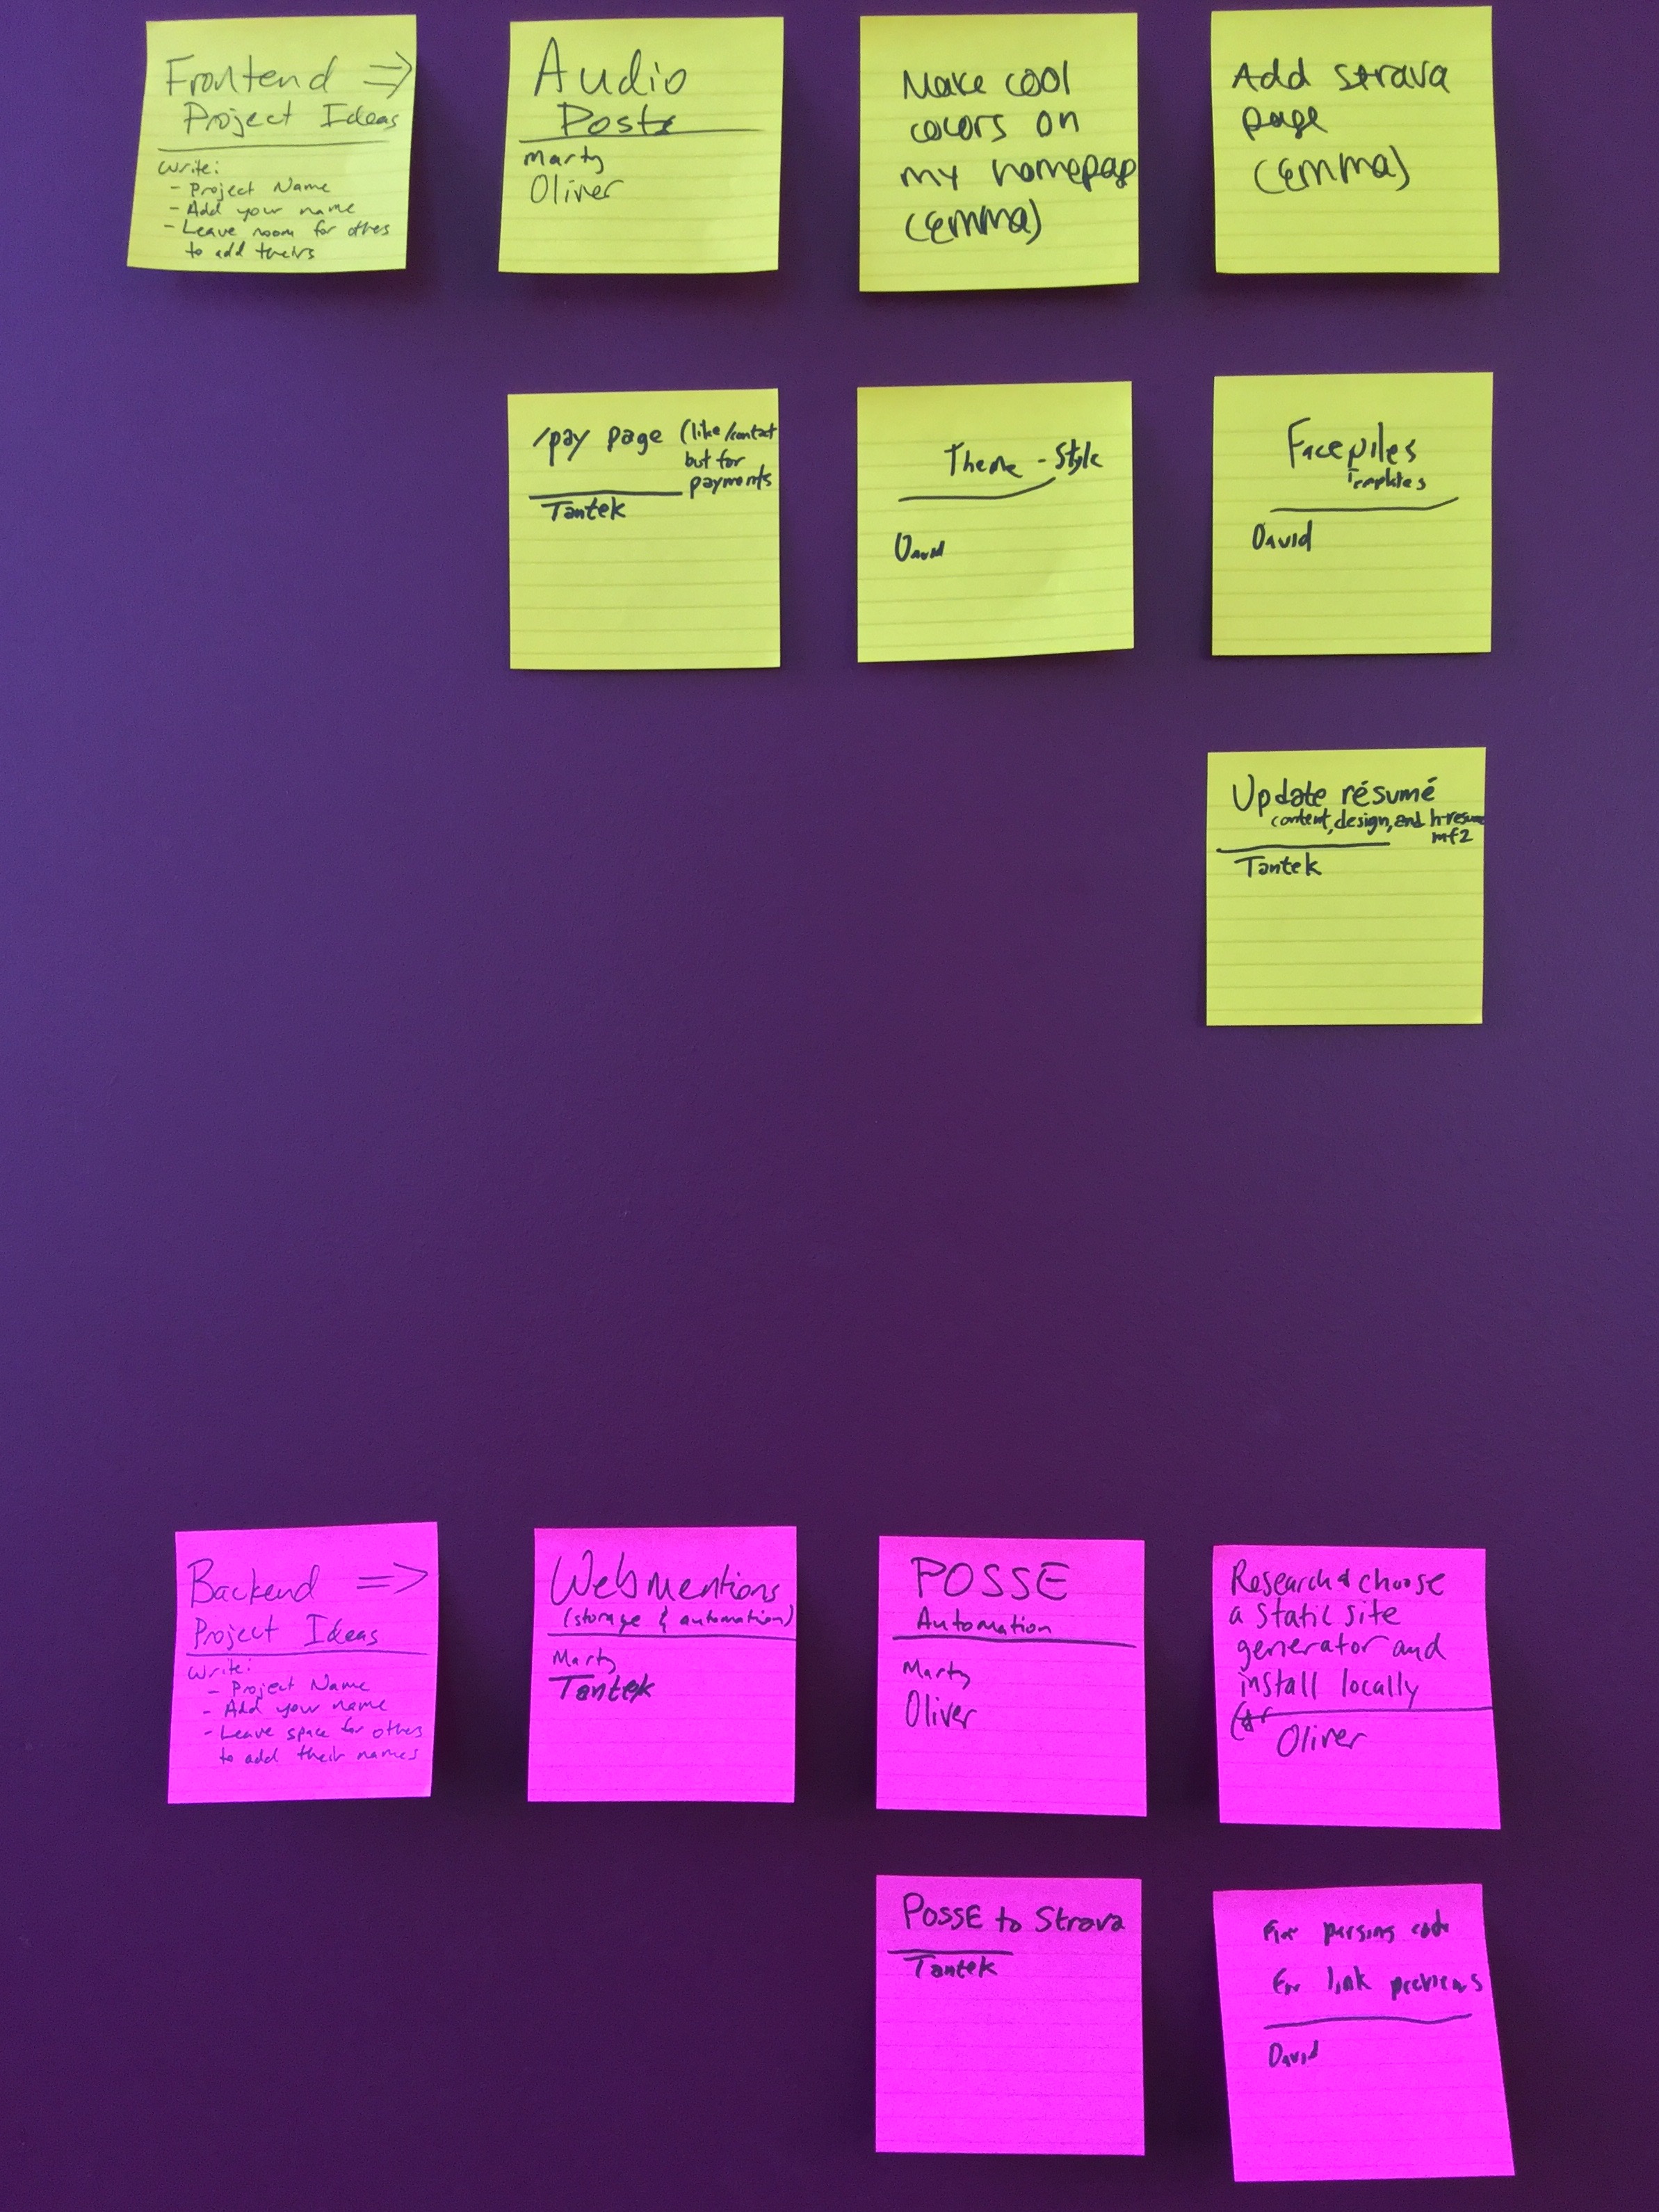 Frontend ⇒
Project Ideas
Write:
- Project Name
- Add your name
- Leave room for others
to add theirs
Audio
Posts
Marty
Oliver
Make cool
colors on
my homepage
(emma)
Add strava
page
(emma)
/pay page (like /contact
but for
payments
Tantek
Theme - Style
David
Facepiles
Templates
David
Update résumé
content, design, and h-resume
mf2
Tantek
Backend =>
Project Ideas
Write:
- Project Name
- Add your name
- Leave space for others
to add their names
Webmentions
(storage & automation)
Marty
Tantek
POSSE
Automation
Marty
Oliver
Research & choose
a static site
generator and
install locally
Oliver
POSSE to Strava
Tantek
Fix parsing code
link problems
David